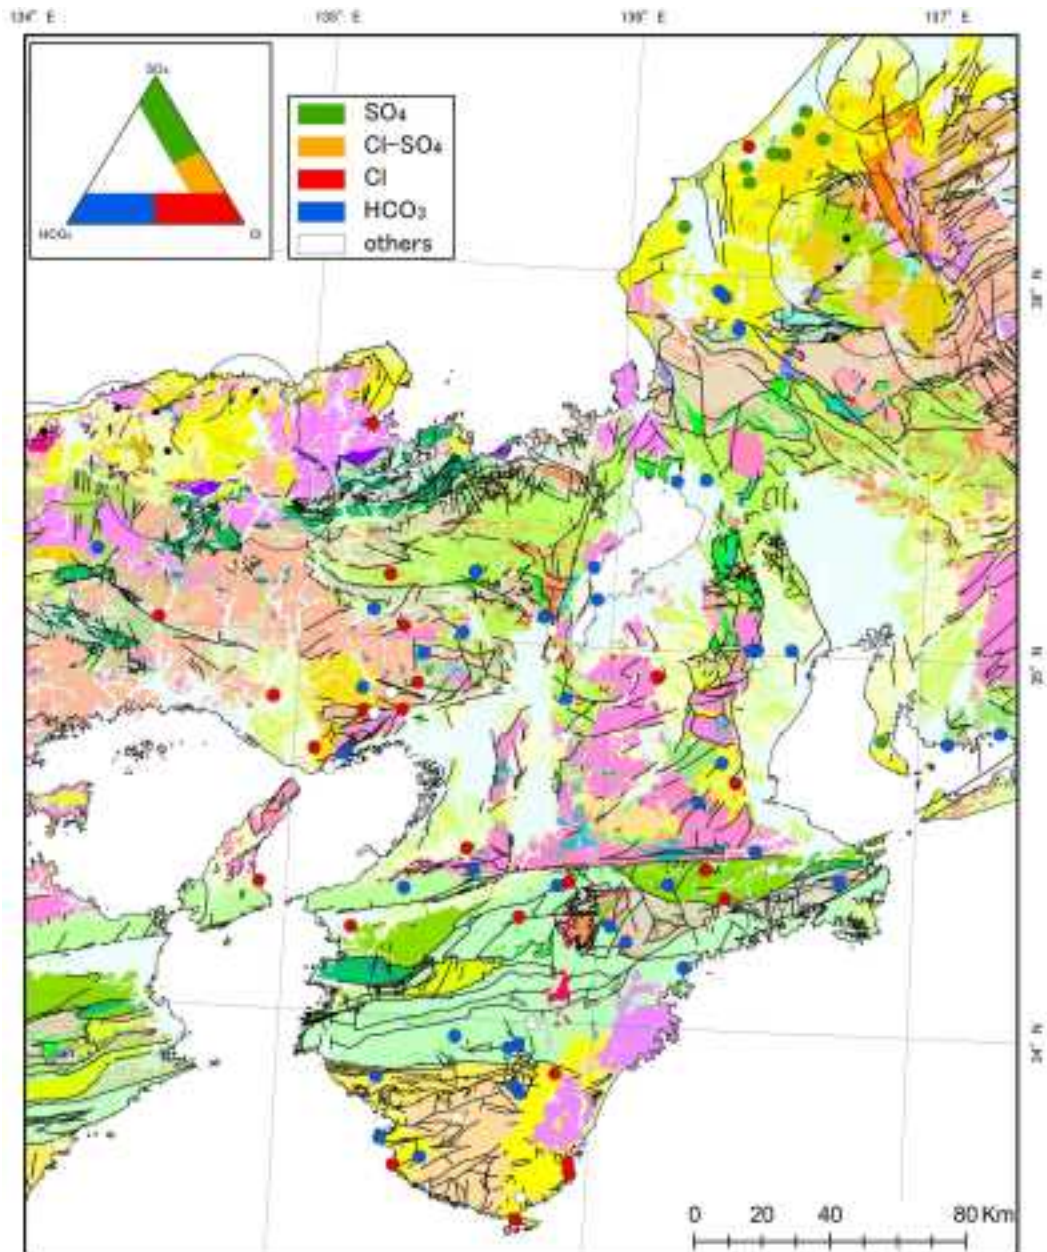 134° E 135° E 136° E 137° E
SO₄
HCO₃ Cl
SO₄
Cl-SO₄
Cl
HCO₃
others
36° N
35° N
34° N
0 20 40 80 Km